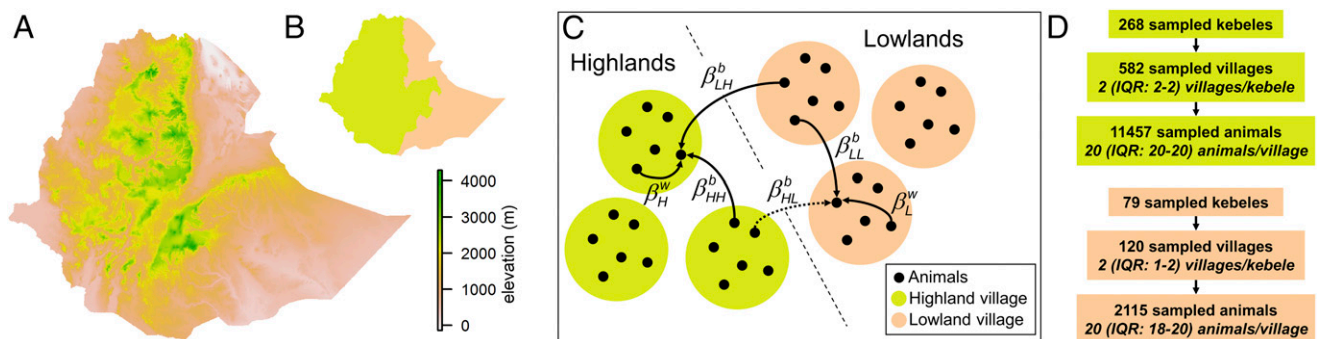 A
4000
3000
2000
1000
0
elevation (m)
B
C
Highlands
Lowlands
β^b_LH
β^b_LL
β^w_H
β^b_HH
β^b_HL
β^w_L
Animals
Highland village
Lowland village
D
268 sampled kebeles
582 sampled villages
2 (IQR: 2-2) villages/kebele
11457 sampled animals
20 (IQR: 20-20) animals/village
79 sampled kebeles
120 sampled villages
2 (IQR: 1-2) villages/kebele
2115 sampled animals
20 (IQR: 18-20) animals/village